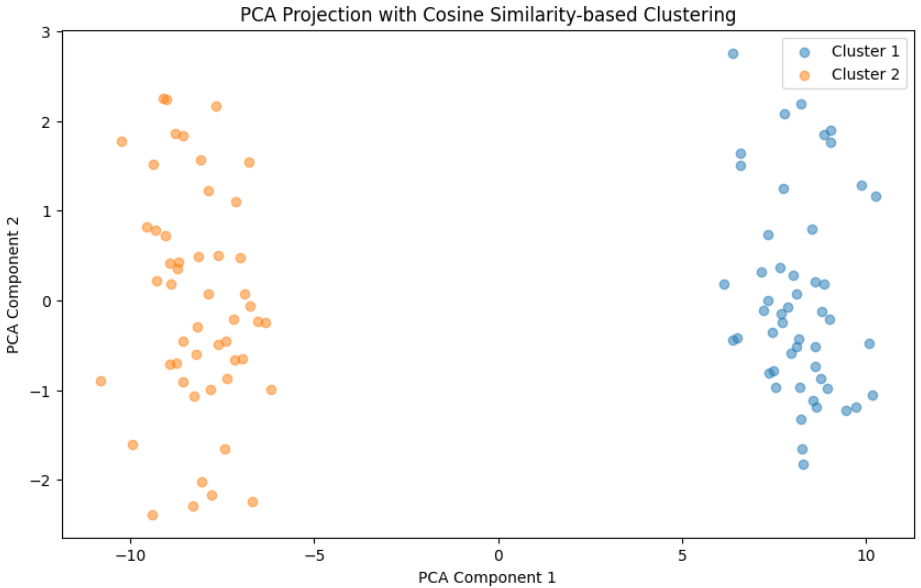 PCA Projection with Cosine Similarity-based Clustering
Cluster 1
Cluster 2
3
2
1
0
−1
−2
PCA Component 2
−10
−5
0
5
10
PCA Component 1